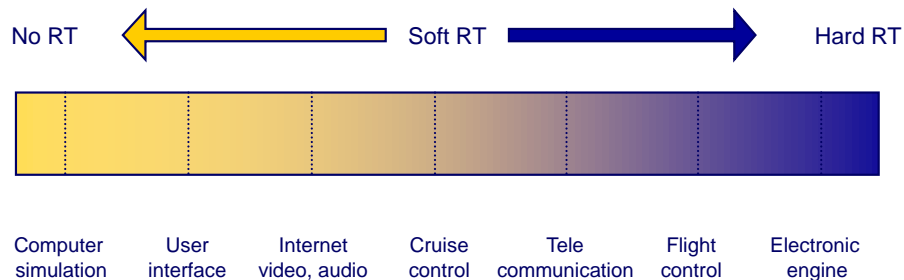 No RT Soft RT Hard RT
Computer User Internet Cruise Tele Flight Electronic
simulation interface video, audio control communication control engine